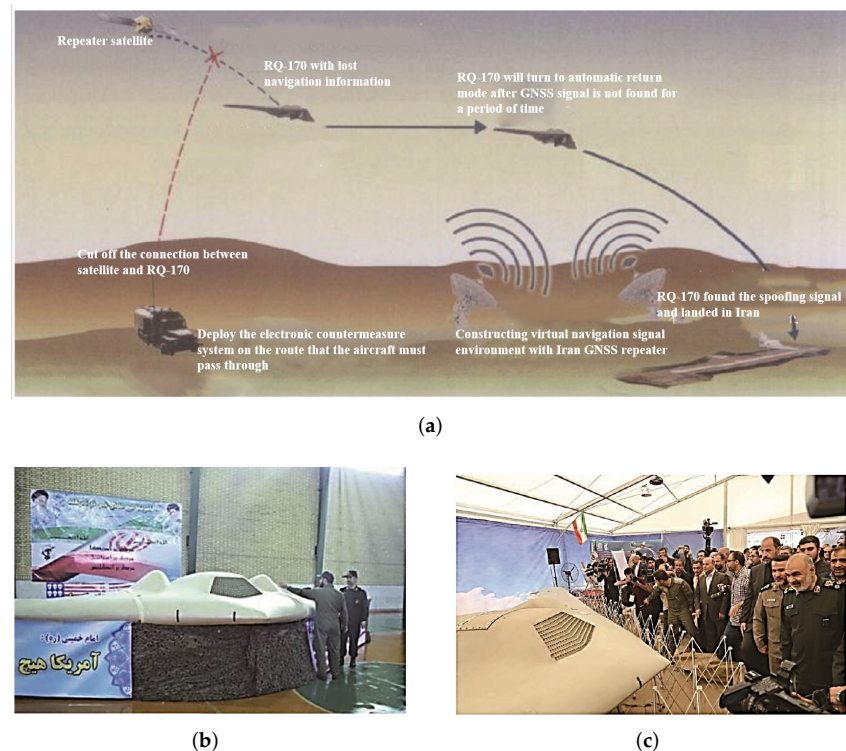 Repeater satellite
RQ-170 with lost
navigation information
RQ-170 will turn to automatic return
mode after GNSS signal is not found for
a period of time
Cut off the connection between
satellite and RQ-170
Deploy the electronic countermeasure
system on the route that the aircraft must
pass through
Constructing virtual navigation signal
environment with Iran GNSS repeater
RQ-170 found the spoofing signal
and landed in Iran
(a)
امام خمینی (ره) :
آمریکا هیچ
(b)
(c)